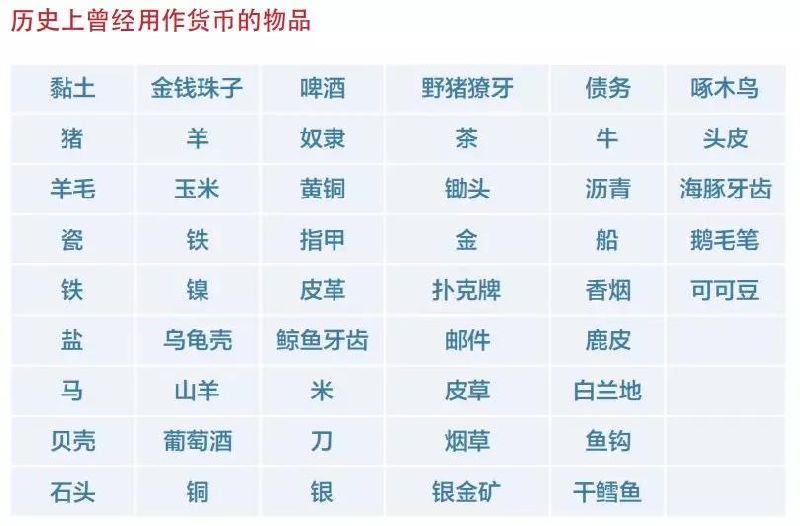 历史上曾经用作货币的物品
黏土 金钱珠子 啤酒 野猪獠牙 债务 啄木鸟
猪 羊 奴隶 茶 牛 头皮
羊毛 玉米 黄铜 锄头 沥青 海豚牙齿
瓷 铁 指甲 金 船 鹅毛笔
铁 镍 皮革 扑克牌 香烟 可可豆
盐 乌龟壳 鲸鱼牙齿 邮件 鹿皮
马 山羊 米 皮草 白兰地
贝壳 葡萄酒 刀 烟草 鱼钩
石头 铜 银 银金矿 干鳕鱼